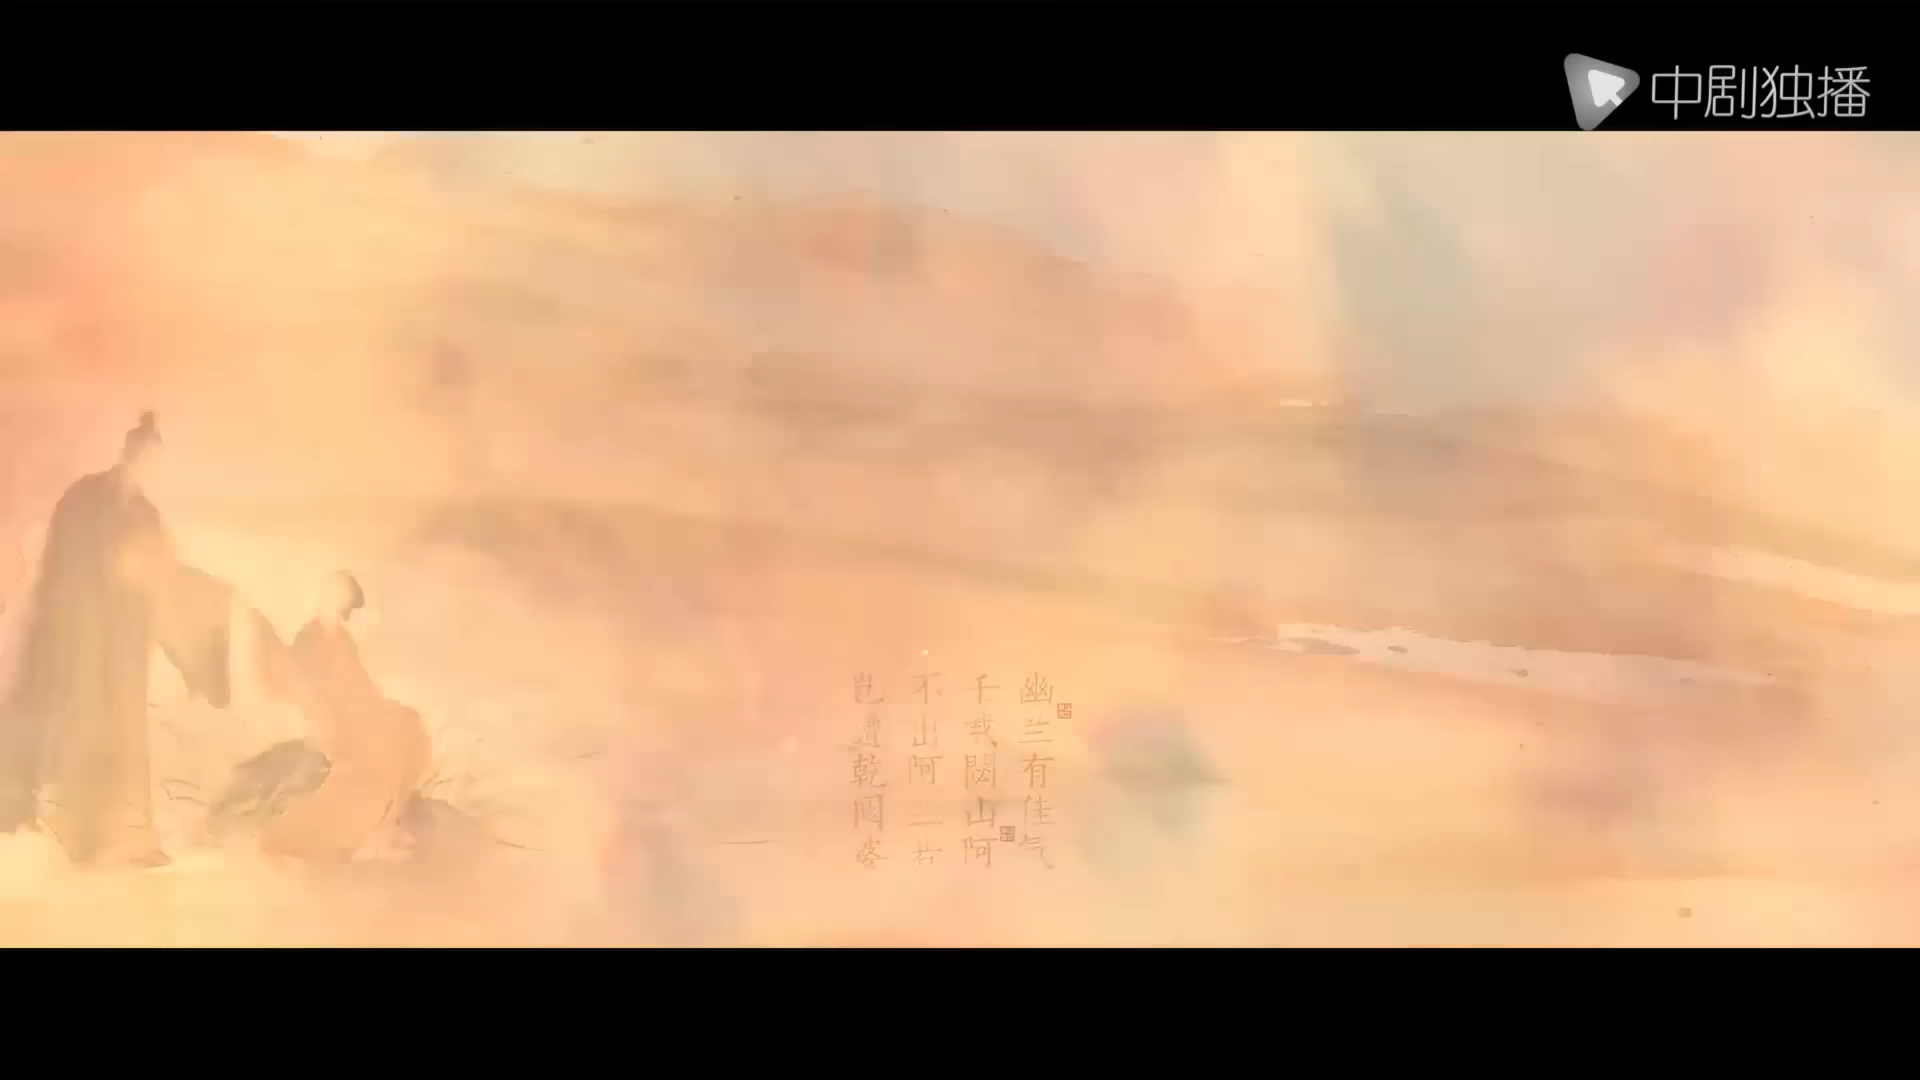 中剧独播
幽兰有佳气
千载閟山阿
不出阿兰若
岂遭乾闼婆